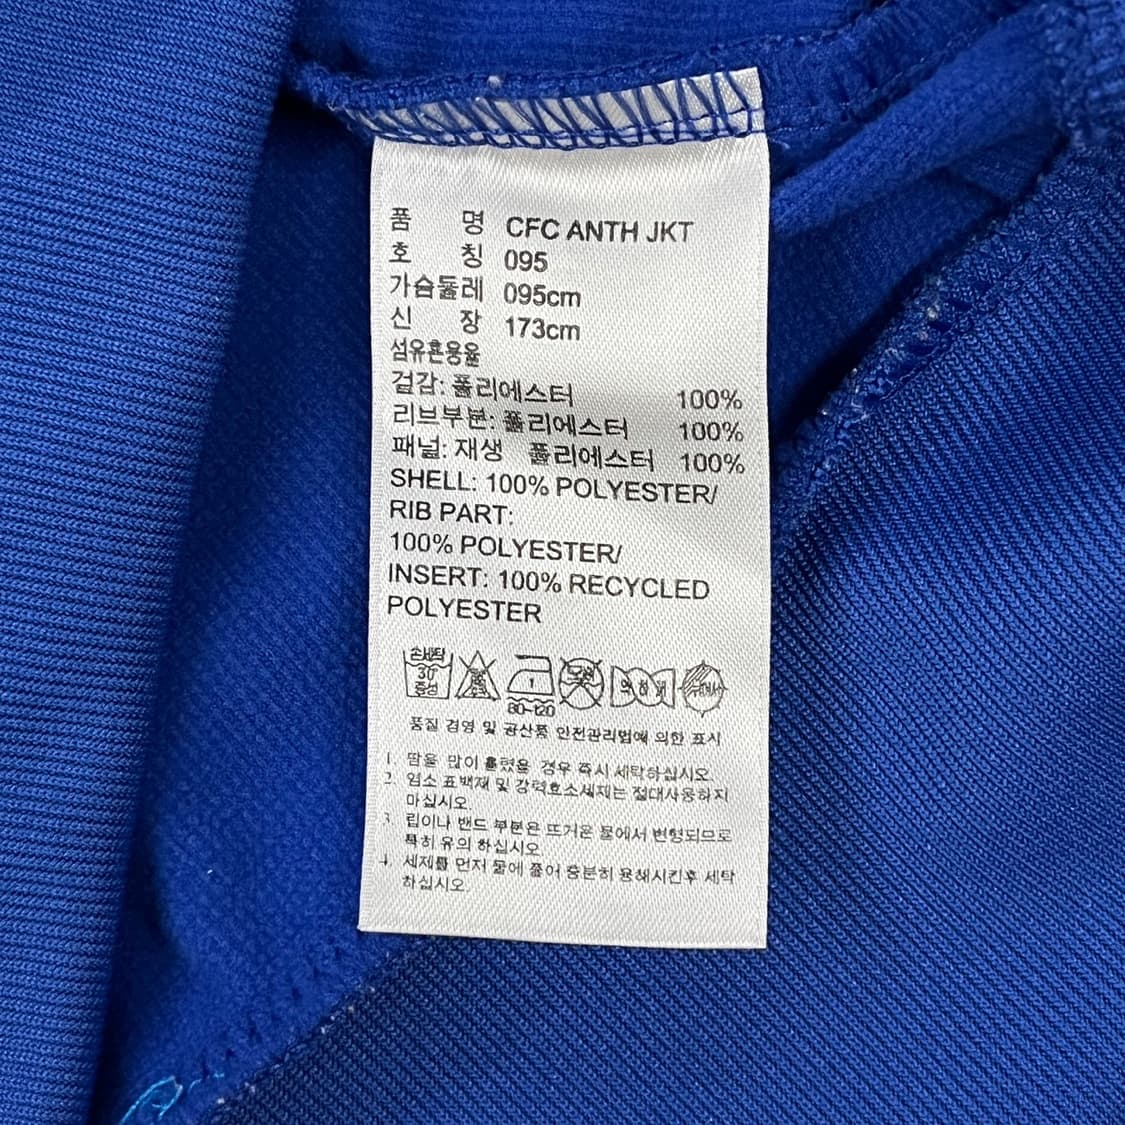 품 명 CFC ANTH JKT
호 칭 095
가슴둘레 095cm
신 장 173cm
섬유혼용율
겉감: 폴리에스터 100%
리브부분: 폴리에스터 100%
패널: 재생 폴리에스터 100%
SHELL: 100% POLYESTER/
RIB PART:
100% POLYESTER/
INSERT: 100% RECYCLED
POLYESTER
손세탁
30
중성
1
80~120
품질 경영 및 공산품 안전관리법에 의한 표시
1. 땀을 많이 흘렸을 경우 즉시 세탁하십시오
2. 염소 표백제 및 강력효소세제는 절대사용하지
마십시오.
3. 립이나 밴드 부분은 뜨거운 물에서 변형되므로
특히 유의 하십시오.
4. 세제를 먼저 물에 풀어 충분히 용해시킨후 세탁
하십시오.